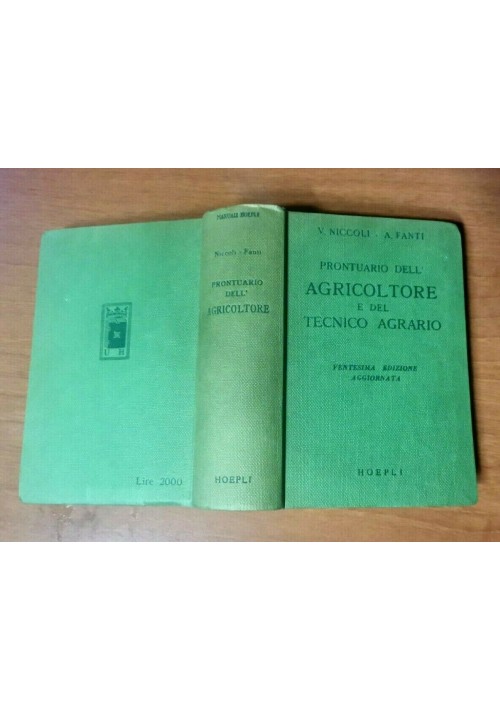 U H
Lire 2000
MANUALI HOEPLI
Niccoli - Fanti
PRONTUARIO
DELL'
AGRICOLTORE
HOEPLI
V. NICCOLI - A. FANTI
PRONTUARIO DELL'
AGRICOLTORE
E DEL
TECNICO AGRARIO
VENTESIMA EDIZIONE
AGGIORNATA
HOEPLI